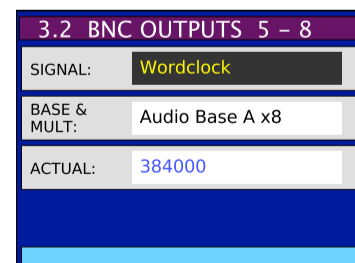 3.2 BNC OUTPUTS 5 – 8
SIGNAL: Wordclock
BASE & MULT: Audio Base A x8
ACTUAL: 384000